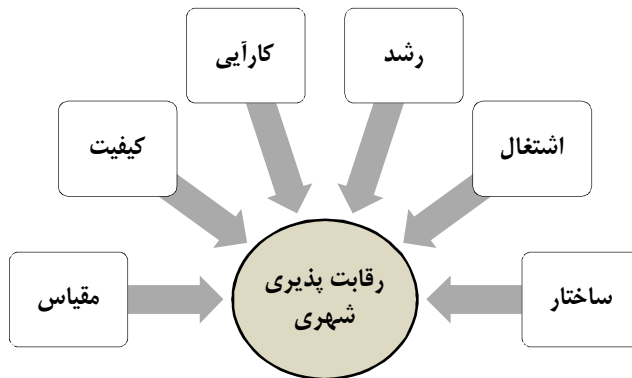 رشد
کارآیی
اشتغال
کیفیت
ساختار
رقابت پذیری
شهری
مقیاس